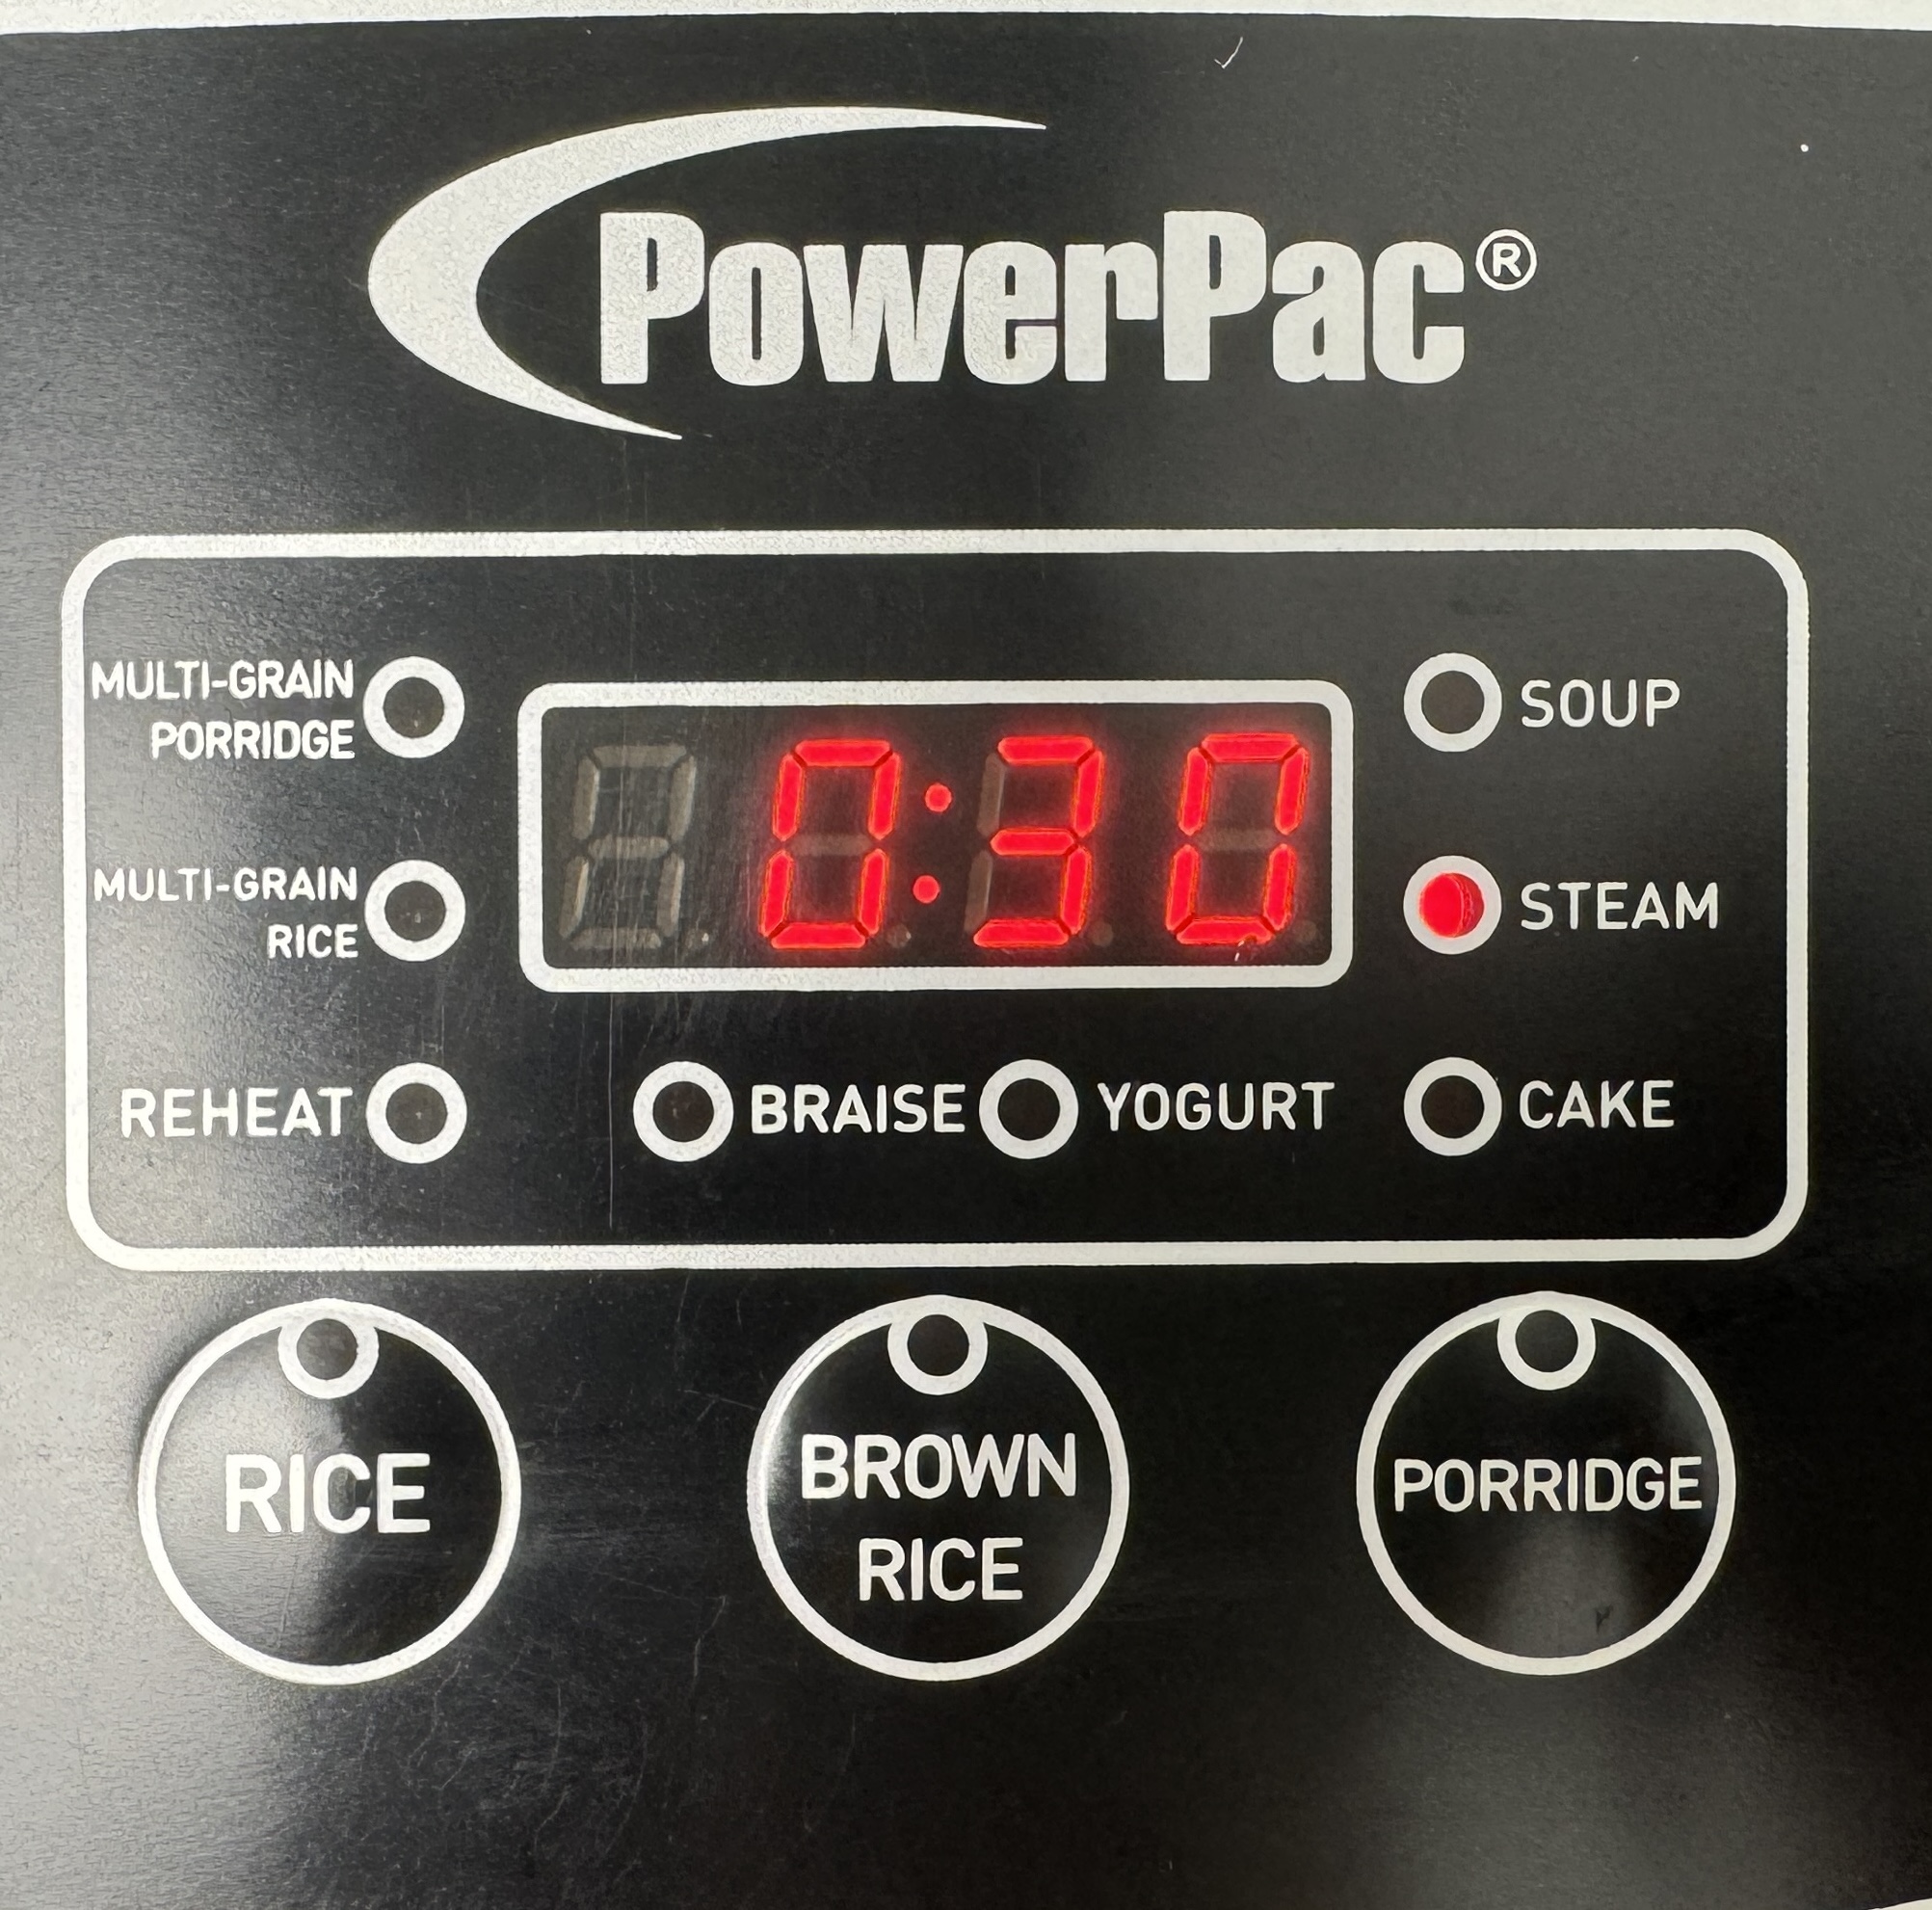 PowerPac®
MULTI-GRAIN
PORRIDGE
0:30
SOUP
MULTI-GRAIN
RICE
STEAM
REHEAT
BRAISE
YOGURT
CAKE
RICE
BROWN
RICE
PORRIDGE